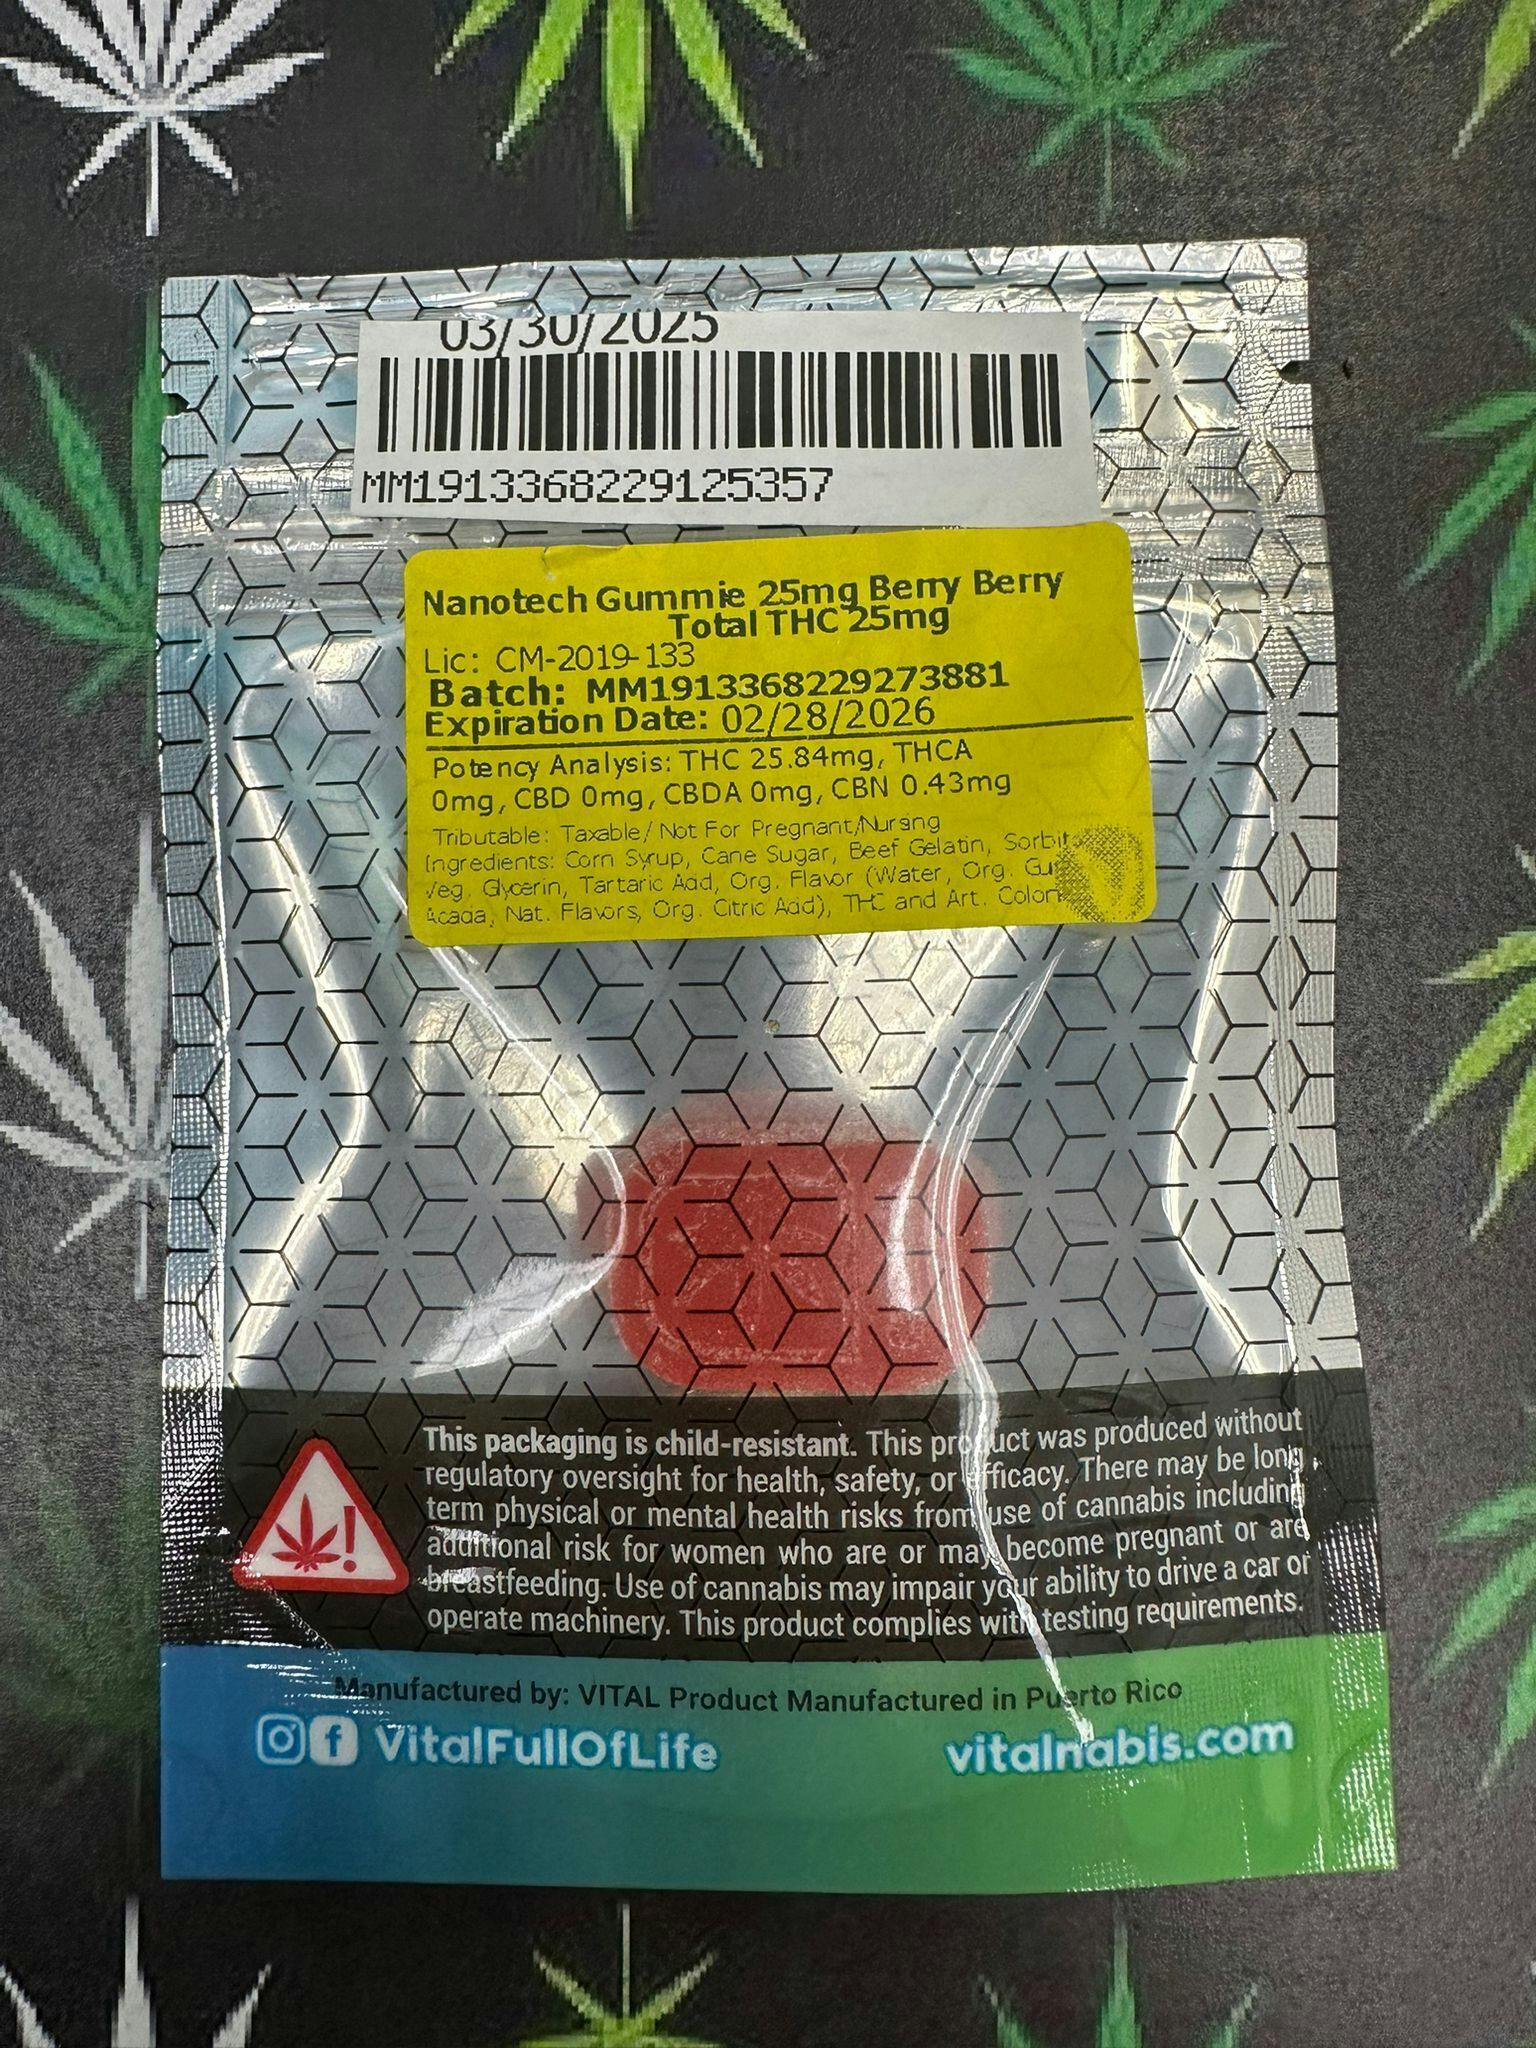 03/30/2025
MM1913368229125357
Nanotech Gummie 25mg Berry Berry
Total THC 25mg
Lic: CM-2019-133
Batch: MM1913368229273881
Expiration Date: 02/28/2026
Potency Analysis: THC 25.84mg, THCA
0mg, CBD 0mg, CBDA 0mg, CBN 0.43mg
Tributable: Taxable/ Not For Pregnant/Nursing
Ingredients: Corn Syrup, Cane Sugar, Beef Gelatin,
Veg. Glycerin, Tartaric Acid, Org. Flavor (Water, Org.
Acacia, Nat. Flavors, Org. Citric Acid), THC and Art.
This packaging is child-resistant. This product was produced without
regulatory oversight for health, safety, or efficacy. There may be long
term physical or mental health risks from use of cannabis including
additional risk for women who are or may become pregnant or are
breastfeeding. Use of cannabis may impair your ability to drive a car or
operate machinery. This product complies with testing requirements.
Manufactured by: VITAL Product Manufactured in Puerto Rico
VitalFullOfLife
vitalnabis.com